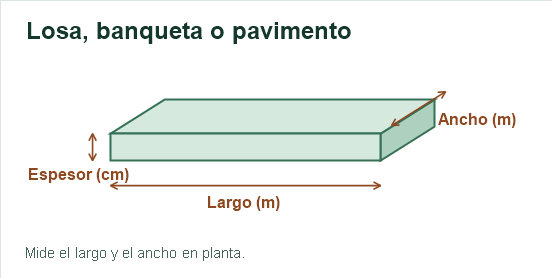 Losa, banqueta o pavimento
Ancho (m)
Espesor (cm)
Largo (m)
Mide el largo y el ancho en planta.